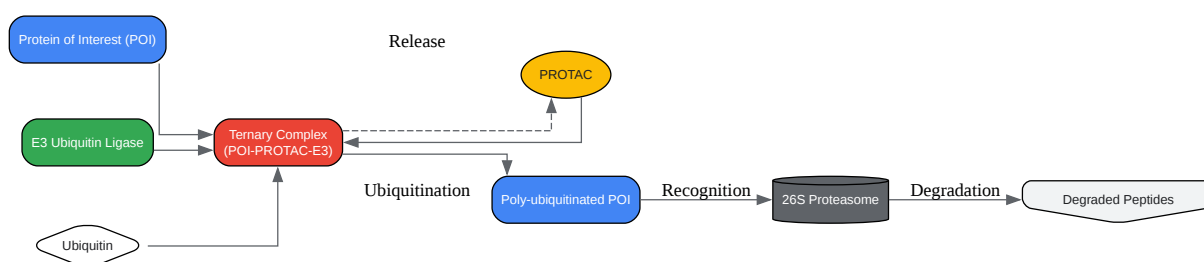 Protein of Interest (POI)
Release
PROTAC
E3 Ubiquitin Ligase
Ternary Complex
(POI-PROTAC-E3)
Ubiquitination
Poly-ubiquitinated POI
Recognition
26S Proteasome
Degradation
Degraded Peptides
Ubiquitin